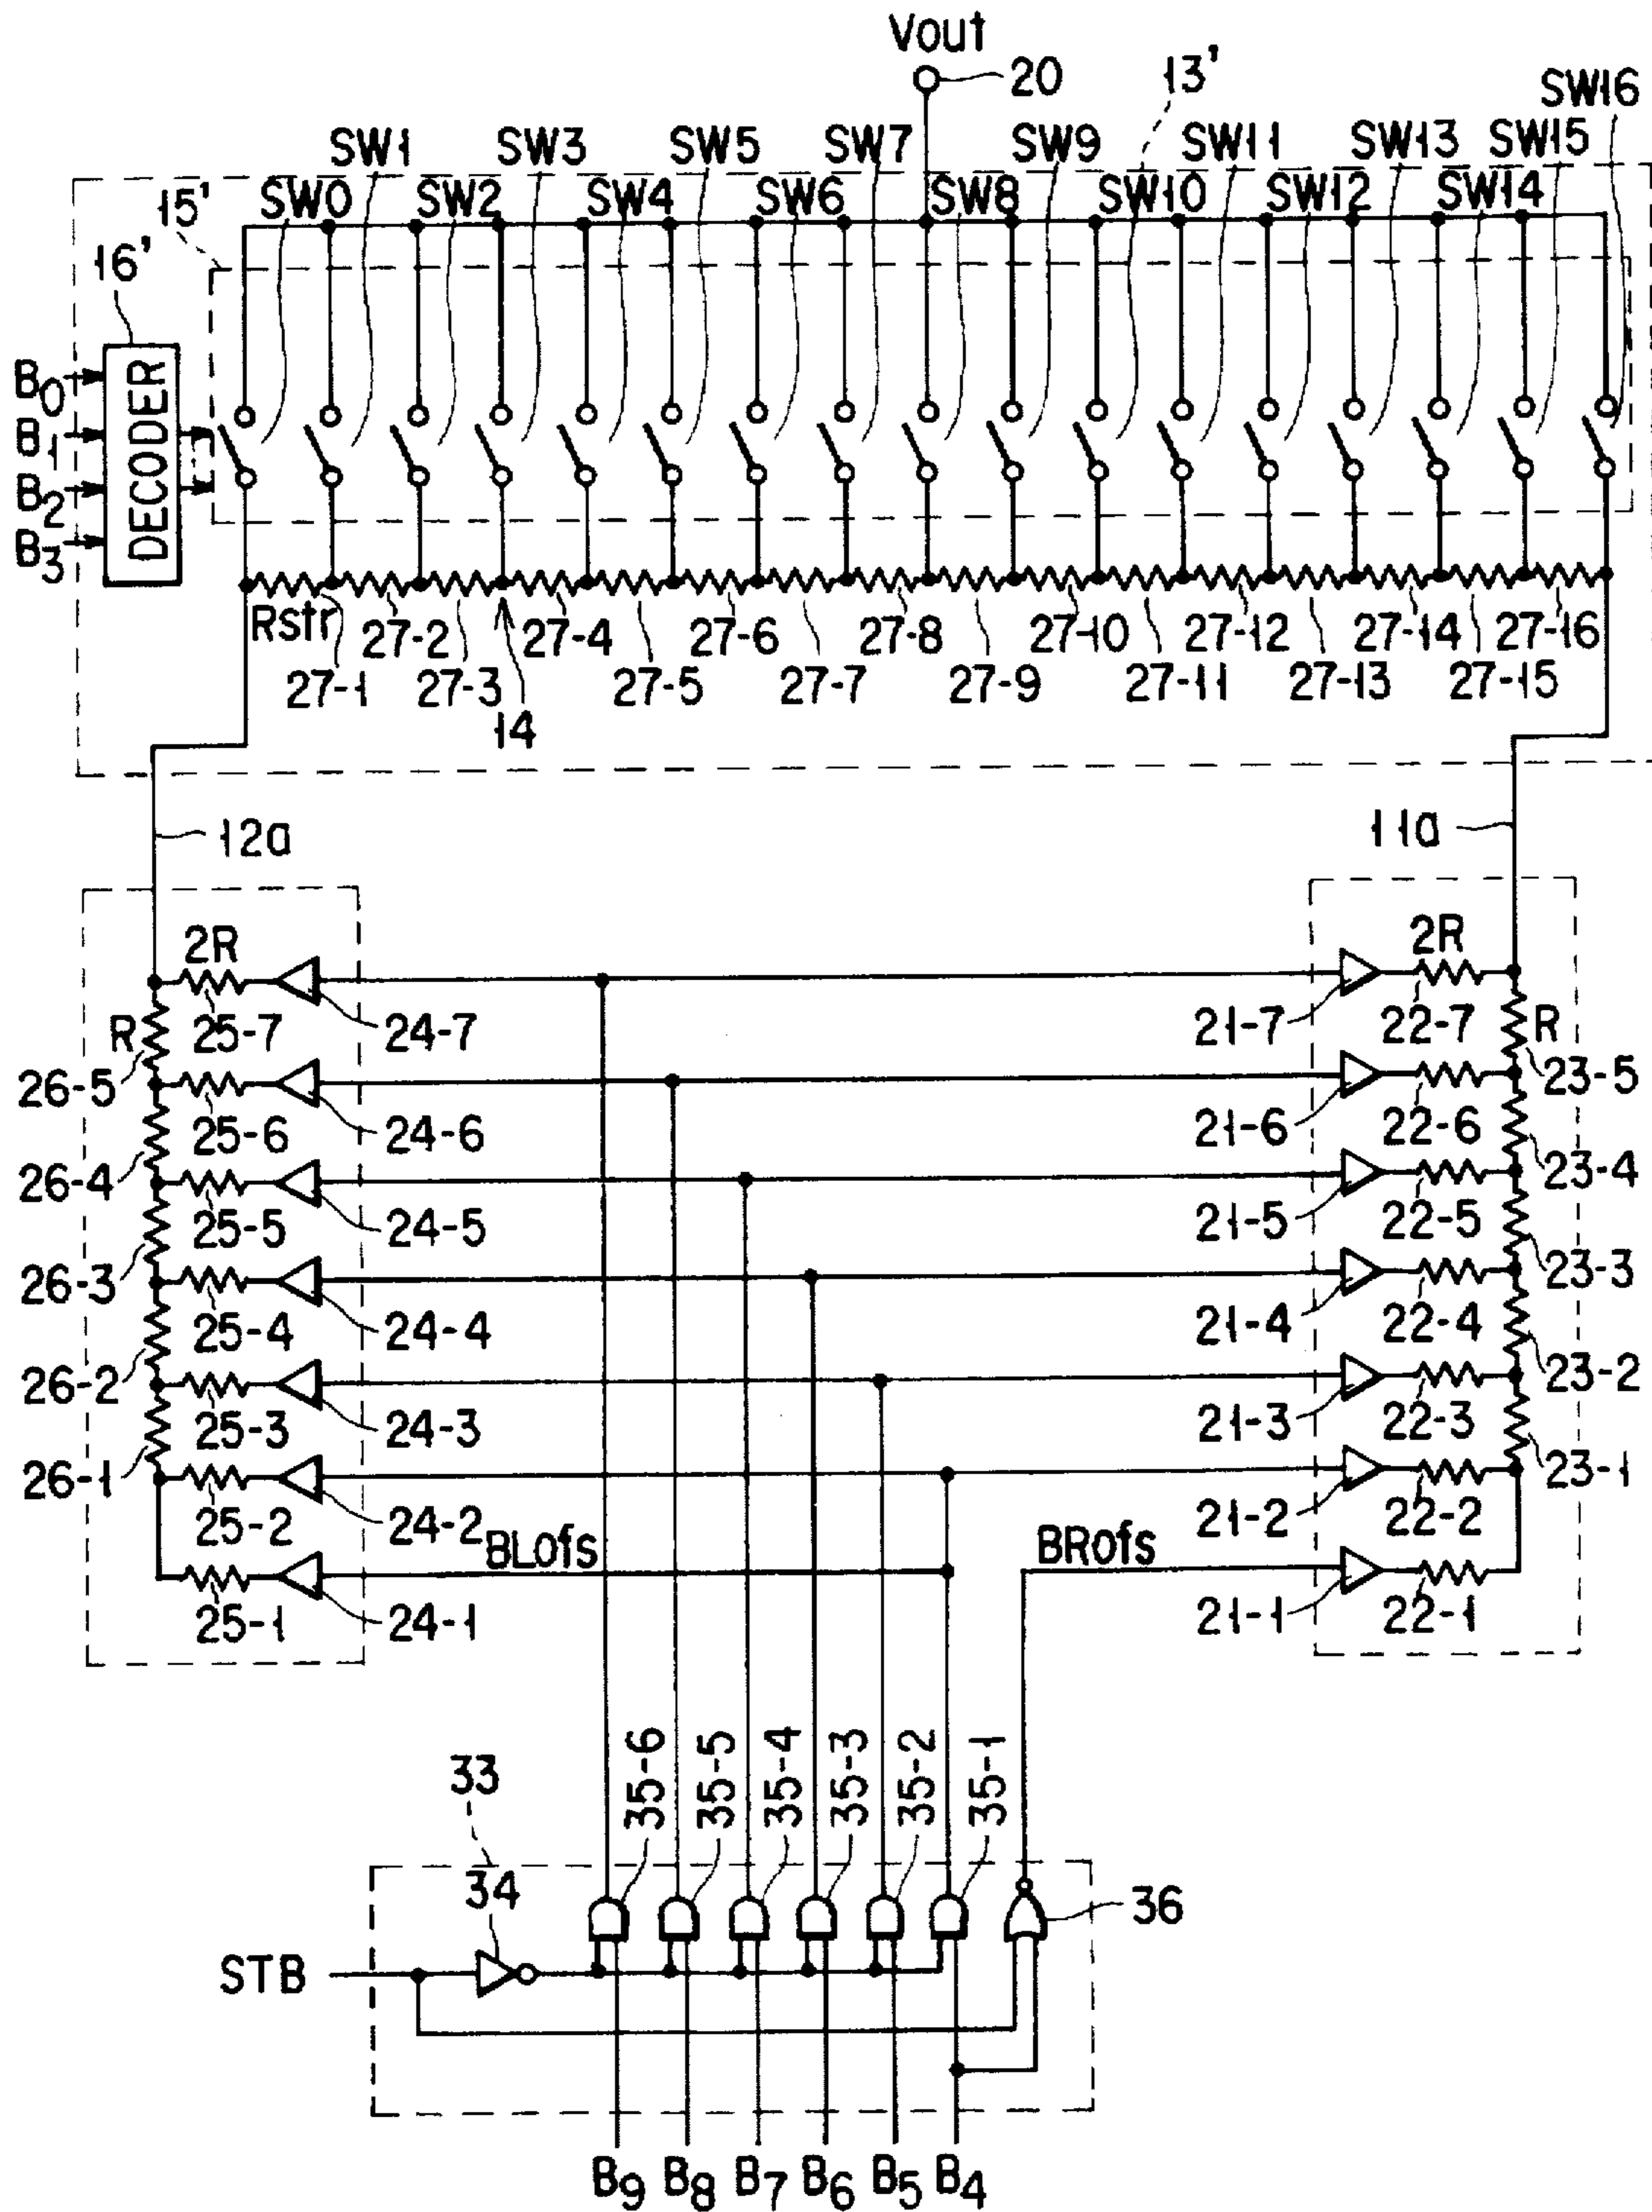 Vout
20
13'
SW16
SW1
SW3
SW5
SW7
SW9
SW11
SW13
SW15
15'
SW0
SW2
SW4
SW6
SW8
SW10
SW12
SW14
16'
DECODER
B0
B1
B2
B3
Rstr
27-2
27-4
27-6
27-8
27-10
27-12
27-14
27-16
27-1
27-3
27-5
27-7
27-9
27-11
27-13
27-15
14
12a
11a
2R
2R
25-7
24-7
21-7
22-7
R
R
26-5
23-5
25-6
24-6
21-6
22-6
26-4
23-4
25-5
24-5
21-5
22-5
26-3
23-3
25-4
24-4
21-4
22-4
26-2
23-2
25-3
24-3
21-3
22-3
26-1
23-1
25-2
24-2
21-2
22-2
BLOfs
BROfs
25-1
24-1
21-1
22-1
33
35-6
35-5
35-4
35-3
35-2
35-1
34
36
STB
B9
B8
B7
B6
B5
B4